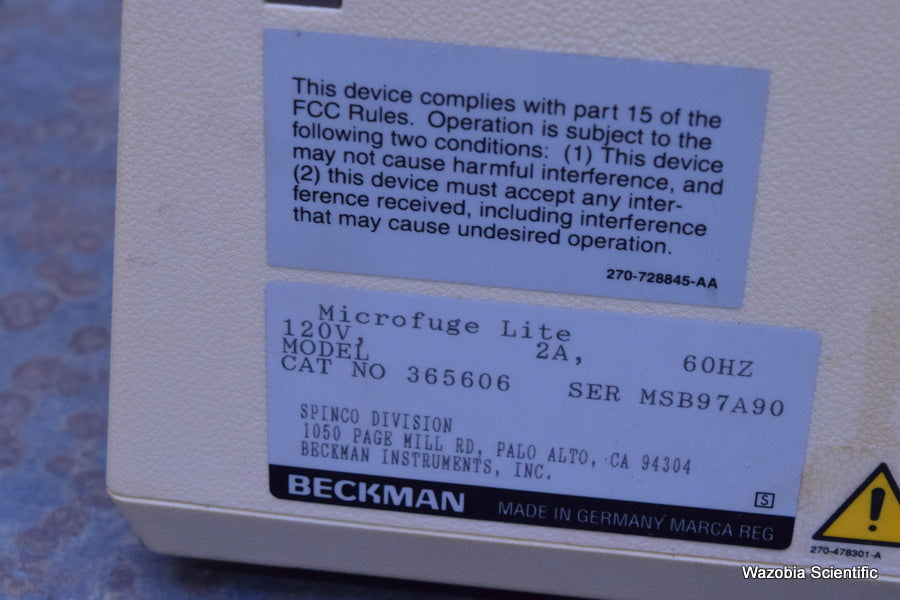 This device complies with part 15 of the
FCC Rules. Operation is subject to the
following two conditions: (1) This device
may not cause harmful interference, and
(2) this device must accept any inter-
ference received, including interference
that may cause undesired operation.
270-728845-AA
Microfuge Lite
120V, 2A, 60HZ
MODEL
CAT NO 365606 SER MSB97A90
SPINCO DIVISION
1050 PAGE MILL RD, PALO ALTO, CA 94304
BECKMAN INSTRUMENTS, INC.
S
BECKMAN MADE IN GERMANY MARCA REG
!
270-478301-A
Wazobia Scientific